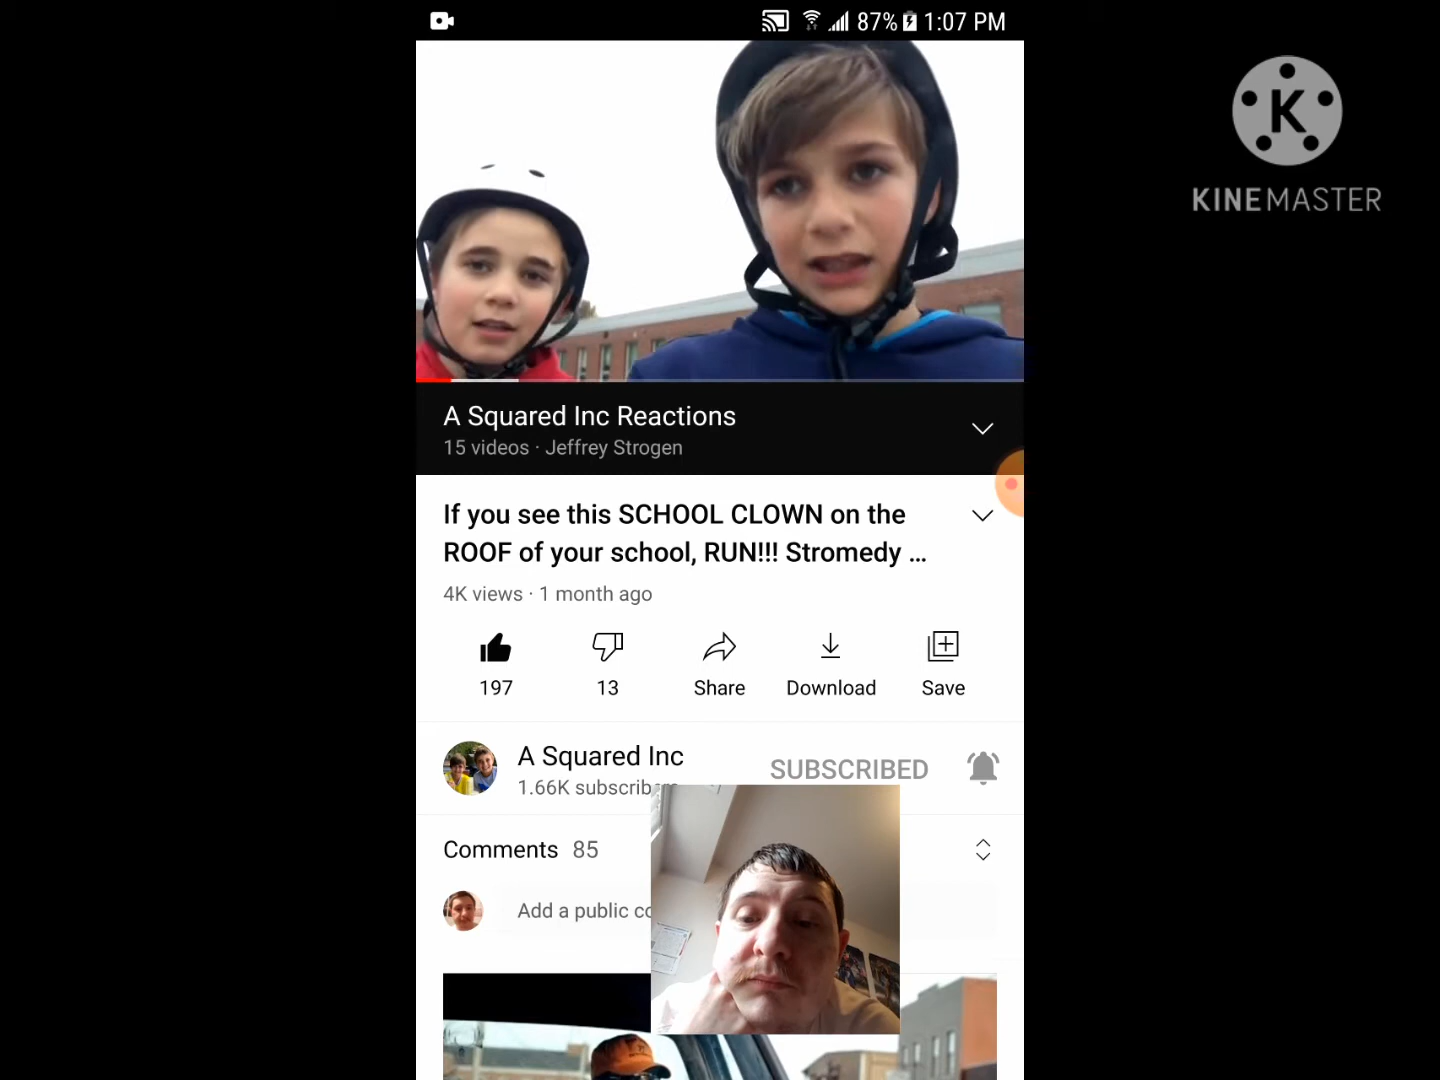 87% 1:07 PM
K
KINEMASTER
A Squared Inc Reactions
15 videos · Jeffrey Strogen
If you see this SCHOOL CLOWN on the
ROOF of your school, RUN!!! Stromedy ...
4K views · 1 month ago
197 13 Share Download Save
A Squared Inc SUBSCRIBED
1.66K
Comments 85
Add a public